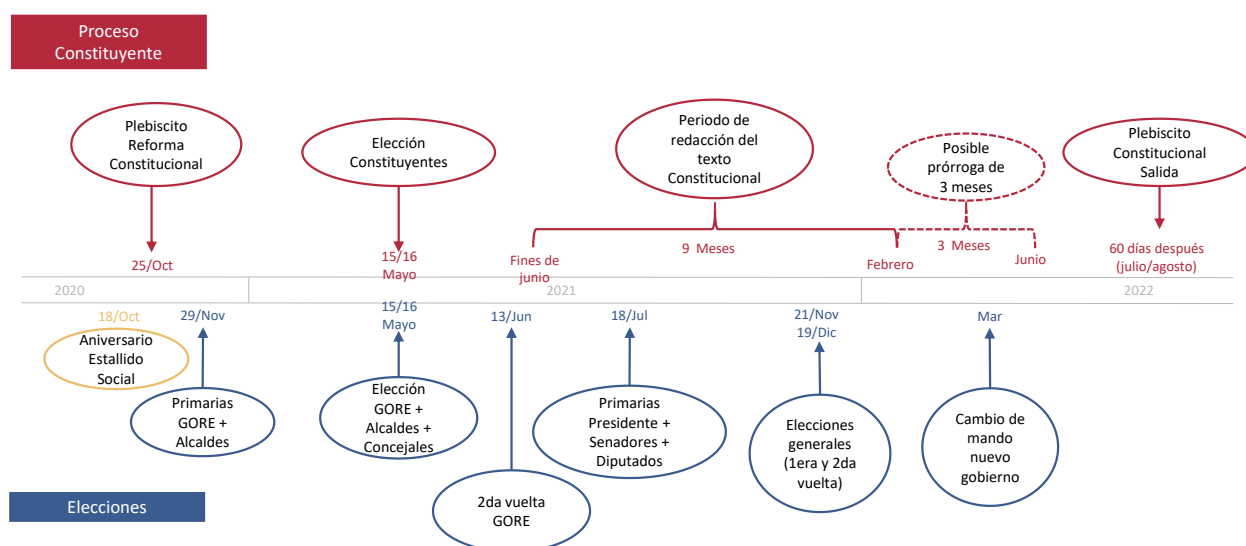 Proceso
Constituyente
Plebiscito
Reforma
Constitucional
Elección
Constituyentes
Periodo de
redacción del
texto
Constitucional
Posible
prórroga de
3 meses
Plebiscito
Constitucional
Salida
25/Oct
15/16
Mayo
Fines de
junio
9 Meses
Febrero
3 Meses
Junio
60 días después
(julio/agosto)
2020
2021
2022
18/Oct
29/Nov
15/16
Mayo
13/Jun
18/Jul
21/Nov
19/Dic
Mar
Aniversario
Estallido
Social
Primarias
GORE +
Alcaldes
Elección
GORE +
Alcaldes +
Concejales
2da vuelta
GORE
Primarias
Presidente +
Senadores +
Diputados
Elecciones
generales
(1era y 2da
vuelta)
Cambio de
mando
nuevo
gobierno
Elecciones